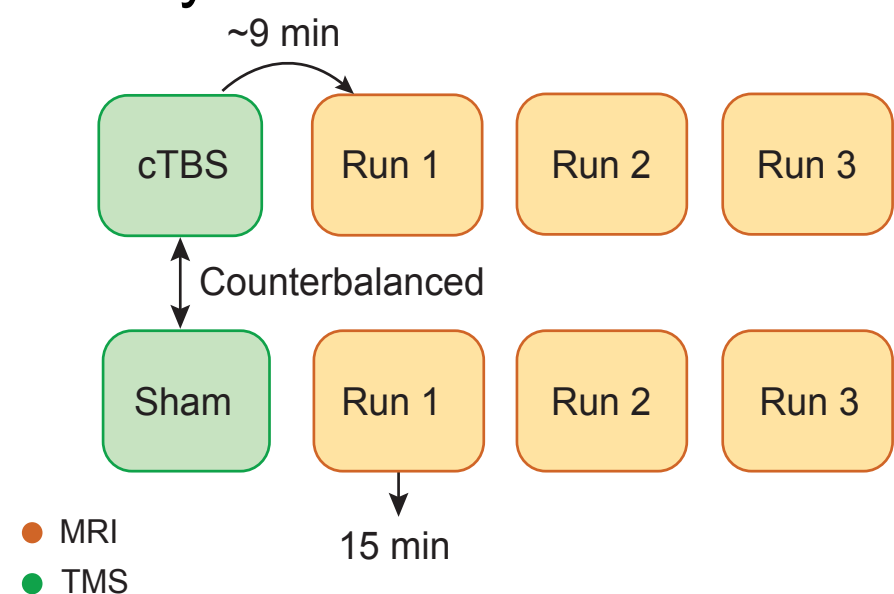 ~9 min
cTBS
Run 1
Run 2
Run 3
Counterbalanced
Sham
Run 1
Run 2
Run 3
15 min
MRI
TMS